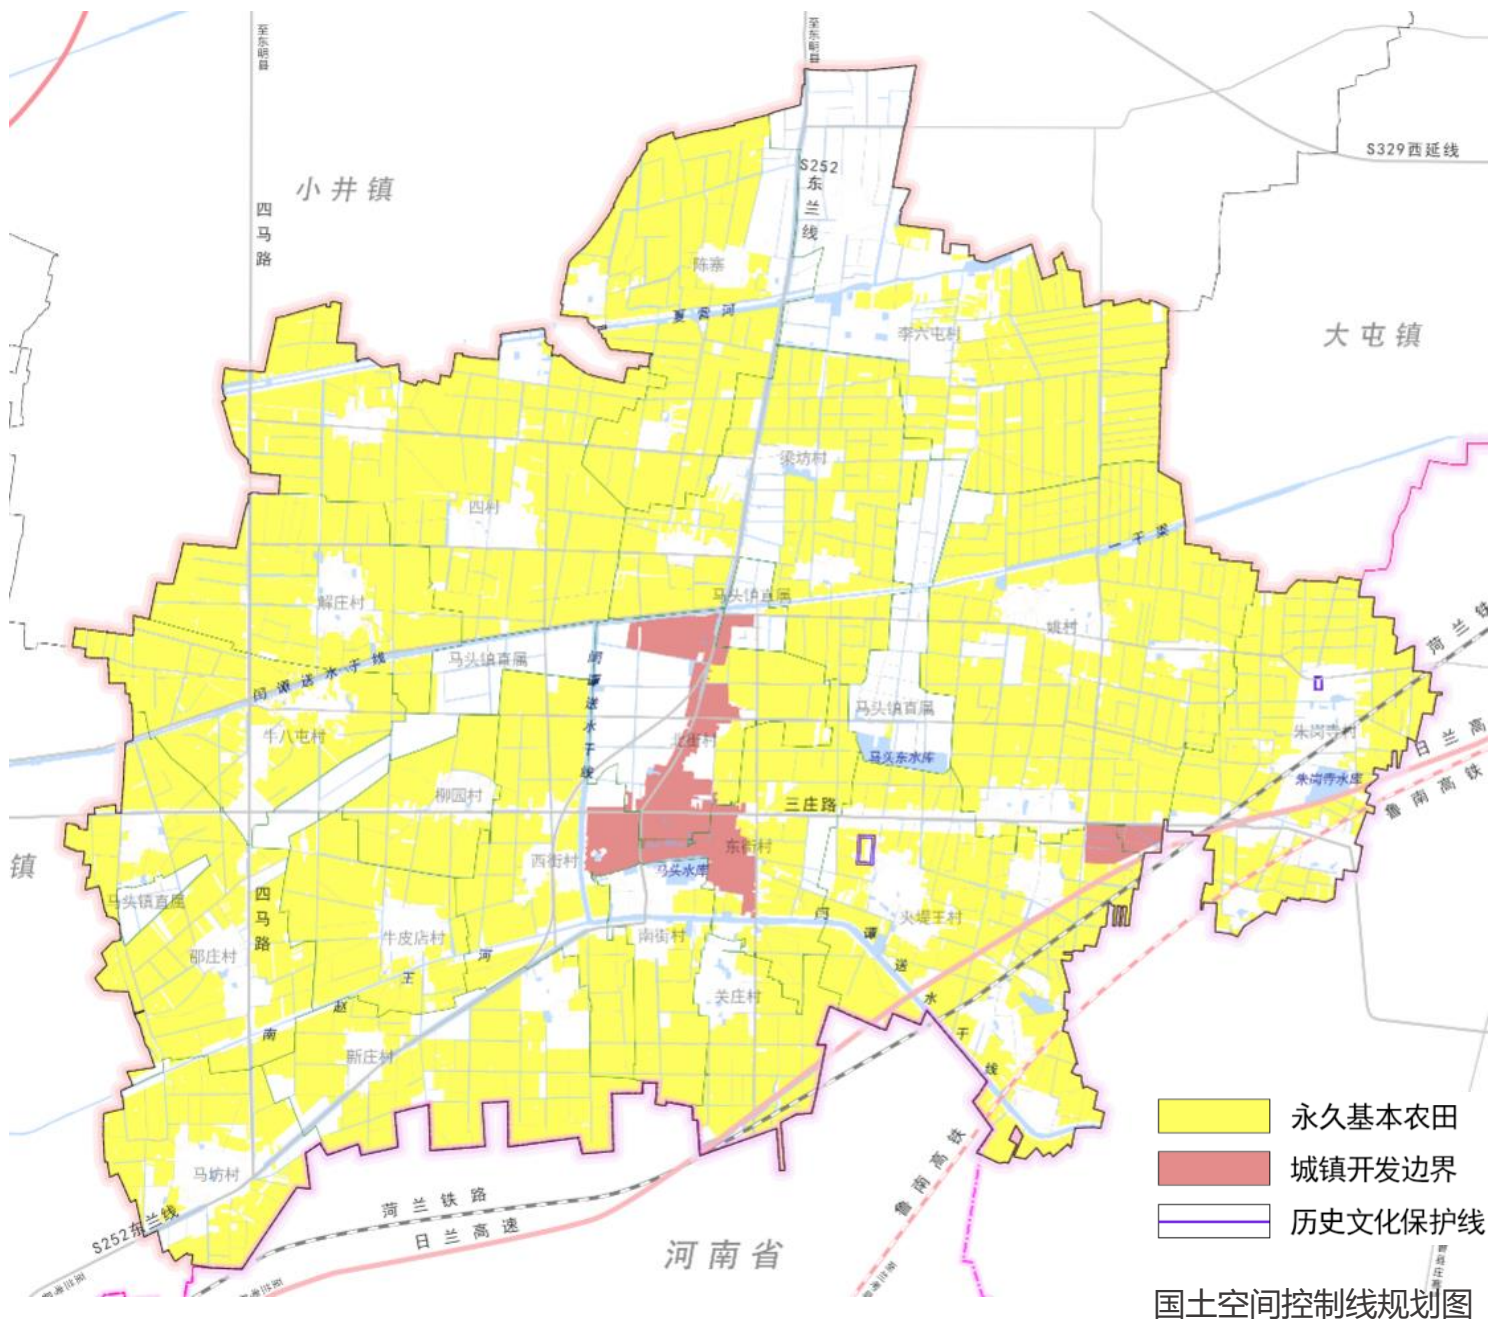 至东明县
至东明县
S329西延线
小井镇
S252
东兰线
四马路
陈寨
夏营河
李六屯村
大屯镇
梁坊村
四村
一干渠
马头镇直属
解庄村
姚村
菏兰铁
马头镇直属
闫潭送水干线
闫潭送水干线
马头镇直属
朱岗寺村
牛八屯村
北街村
日兰高
马头东水库
朱岗寺水库
鲁南高铁
柳园村
三庄路
东街村
西街村
马头水库
镇
四马路
马头镇直属
火堤王村
闫潭送水干线
牛皮店村
南街村
邵庄村
南赵王河
关庄村
新庄村
永久基本农田
鲁南高铁
城镇开发边界
马坊村
菏兰铁路
S252东兰线
日兰高速
历史文化保护线
河南省
国土空间控制线规划图